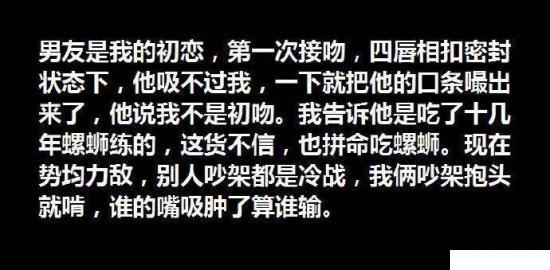 男友是我的初恋，第一次接吻，四唇相扣密封
状态下，他吸不过我，一下就把他的口条嘬出
来了，他说我不是初吻。我告诉他是吃了十几
年螺蛳练的，这货不信，也拼命吃螺蛳。现在
势均力敌，别人吵架都是冷战，我俩吵架抱头
就啃，谁的嘴吸肿了算谁输。